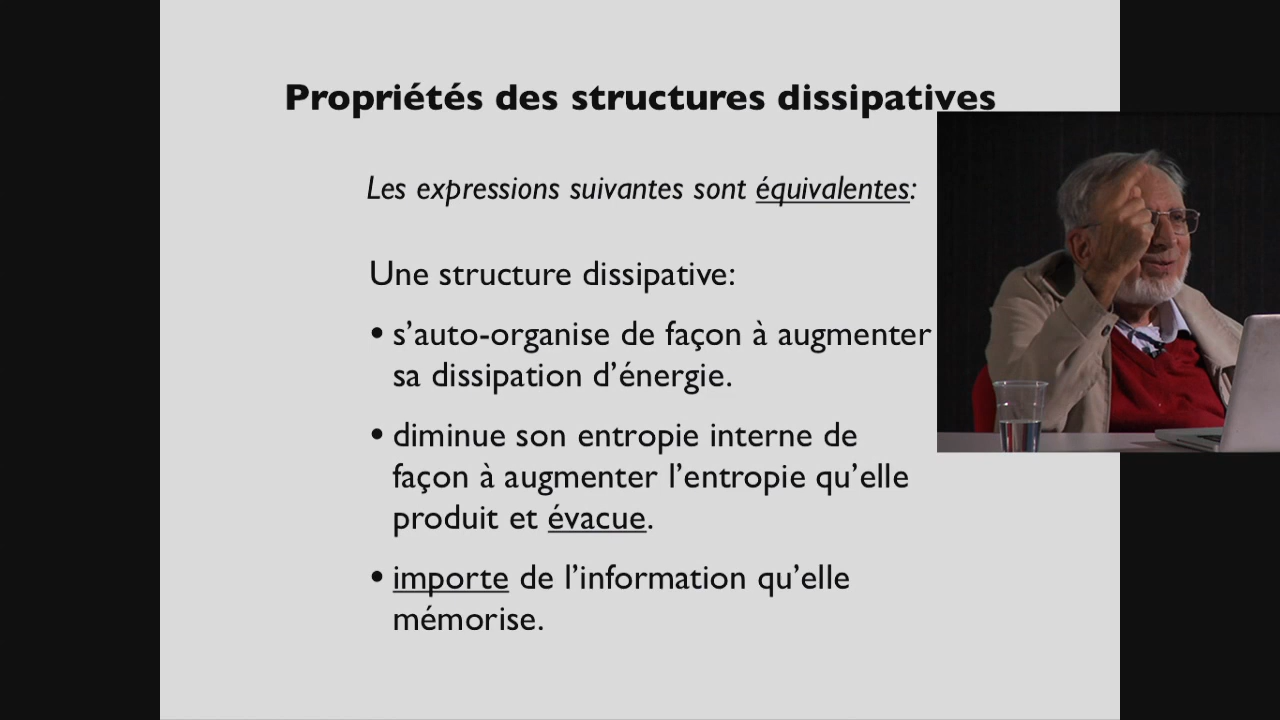 Propriétés des structures dissipatives
Les expressions suivantes sont équivalentes:
Une structure dissipative:
• s’auto-organise de façon à augmenter
sa dissipation d’énergie.
• diminue son entropie interne de
façon à augmenter l’entropie qu’elle
produit et évacue.
• importe de l’information qu’elle
mémorise.